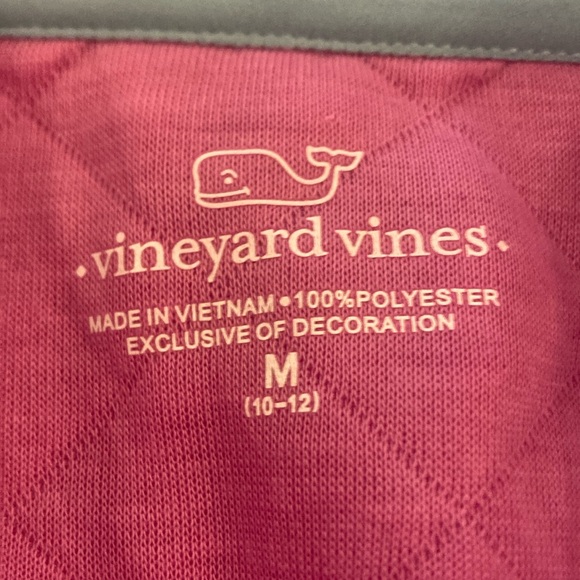 ·vineyard vines·
MADE IN VIETNAM•100%POLYESTER
EXCLUSIVE OF DECORATION
M
(10-12)